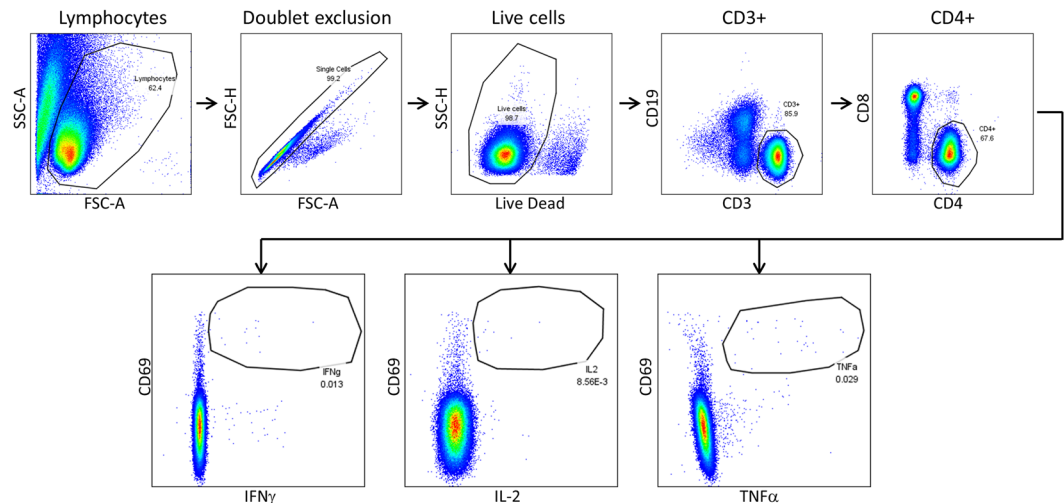 Lymphocytes
Doublet exclusion
Live cells
CD3+
CD4+
SSC-A
Lymphocytes
62.4
FSC-A
FSC-H
Single Cells
99.2
FSC-A
SSC-H
Live cells
98.7
Live Dead
CD19
CD3+
85.9
CD3
CD8
CD4+
67.6
CD4
CD69
IFNg
0.013
IFNγ
CD69
IL2
8.56E-3
IL-2
CD69
TNFa
0.029
TNFα